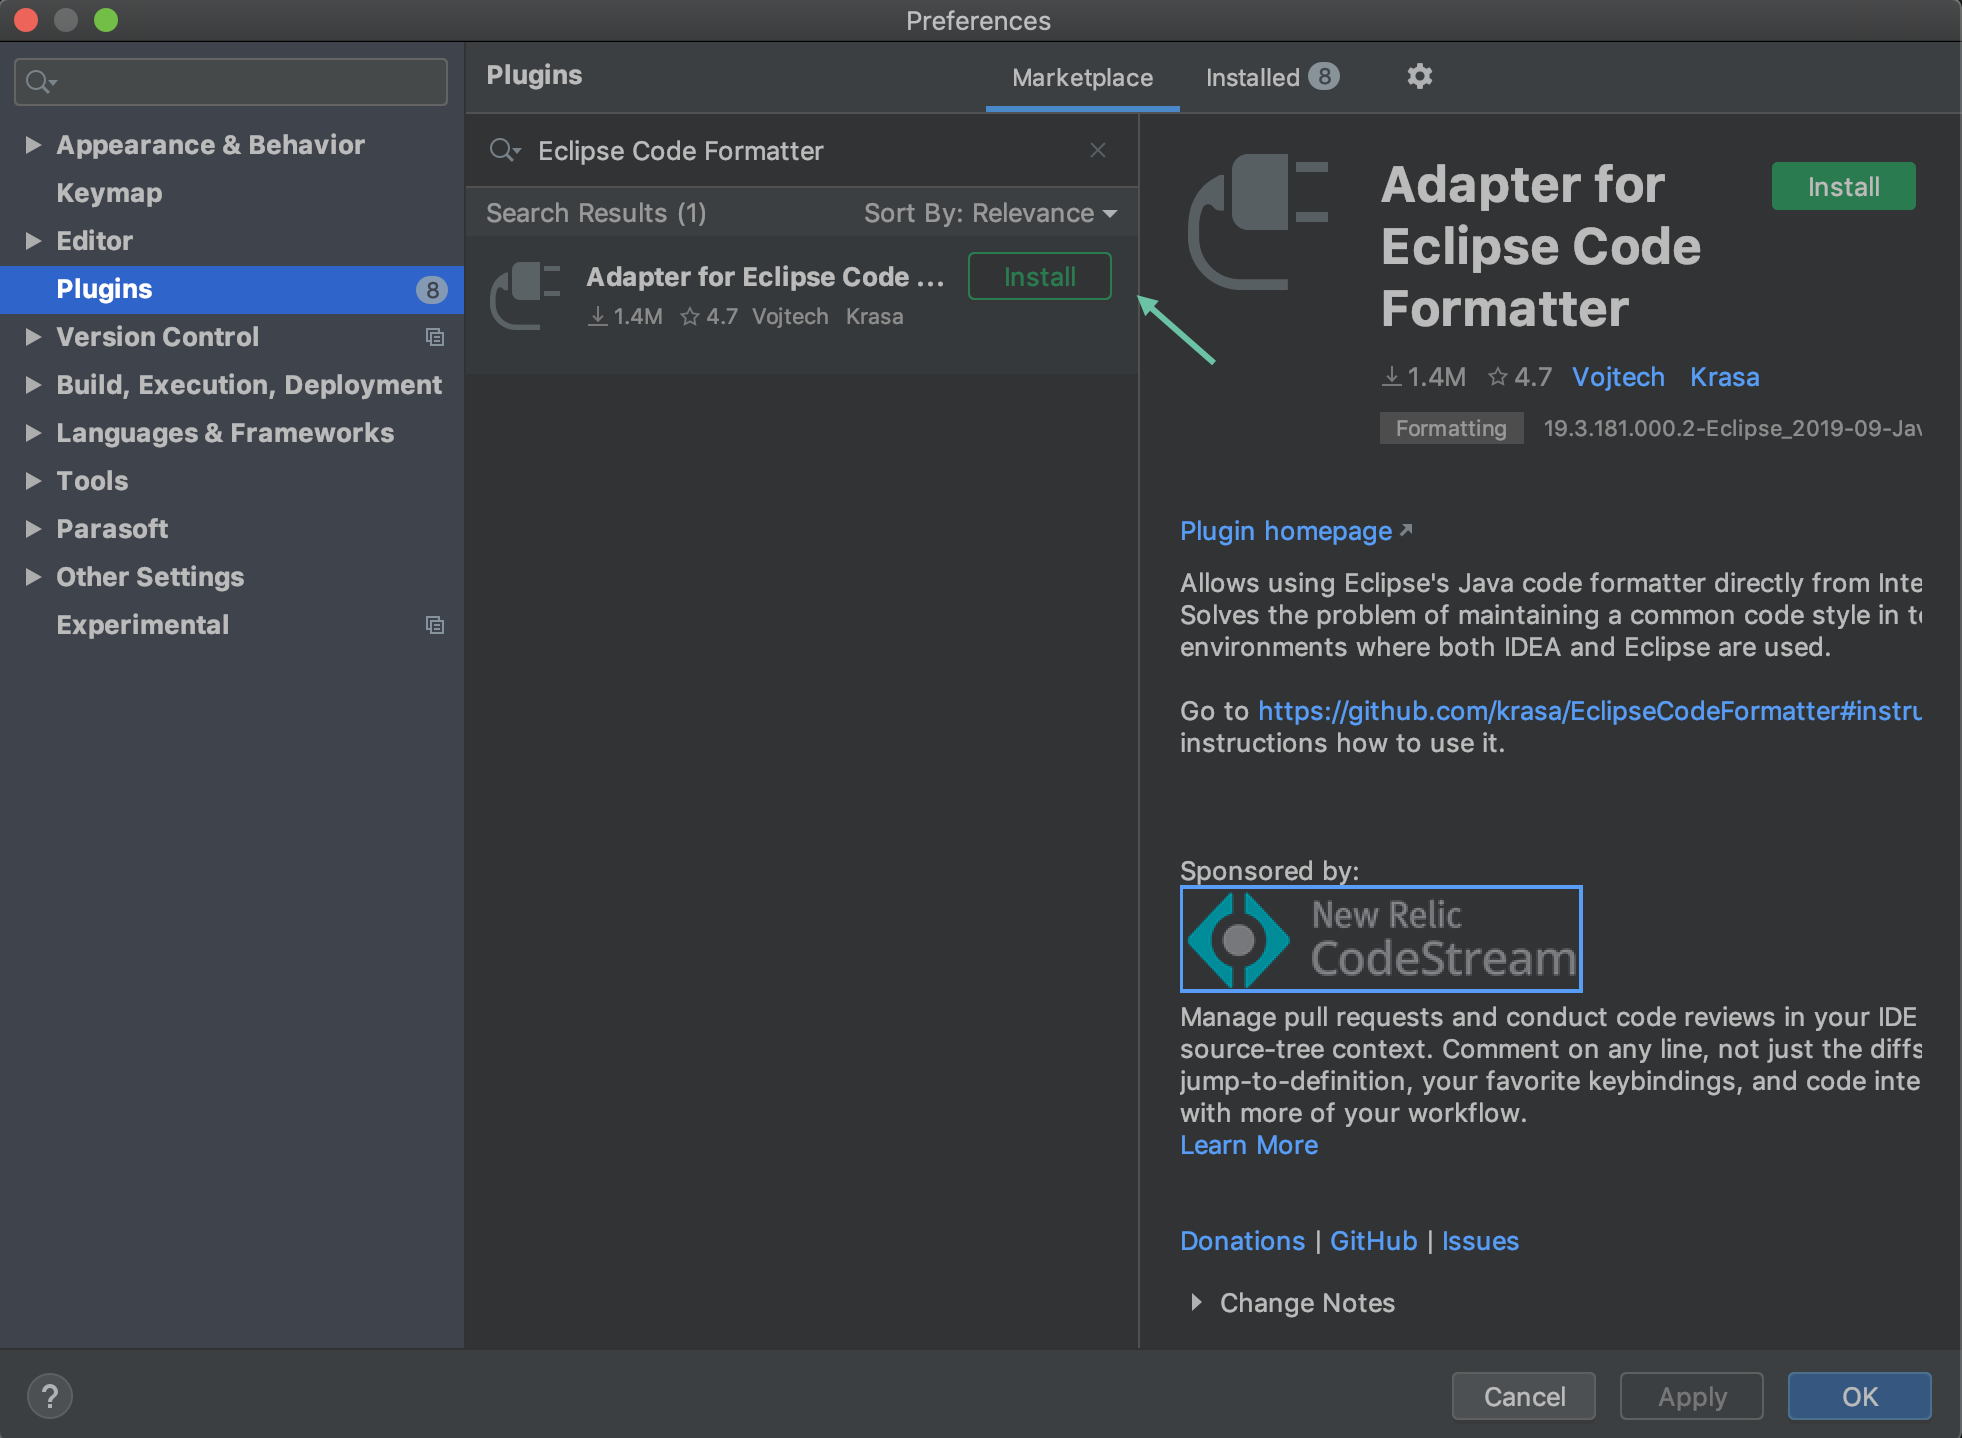 Preferences
Appearance & Behavior
Keymap
Editor
Plugins 8
Version Control
Build, Execution, Deployment
Languages & Frameworks
Tools
Parasoft
Other Settings
Experimental
Plugins
Marketplace
Installed 8
Eclipse Code Formatter
Search Results (1)
Sort By: Relevance
Adapter for Eclipse Code ...
Install
1.4M 4.7 Vojtech Krasa
Adapter for
Eclipse Code
Formatter
Install
1.4M 4.7 Vojtech Krasa
Formatting 19.3.181.000.2-Eclipse_2019-09-Jav
Plugin homepage
Allows using Eclipse's Java code formatter directly from Inte
Solves the problem of maintaining a common code style in te
environments where both IDEA and Eclipse are used.
Go to https://github.com/krasa/EclipseCodeFormatter#instru
instructions how to use it.
Sponsored by:
New Relic
CodeStream
Manage pull requests and conduct code reviews in your IDE
source-tree context. Comment on any line, not just the diffs
jump-to-definition, your favorite keybindings, and code inte
with more of your workflow.
Learn More
Donations | GitHub | Issues
Change Notes
?
Cancel
Apply
OK